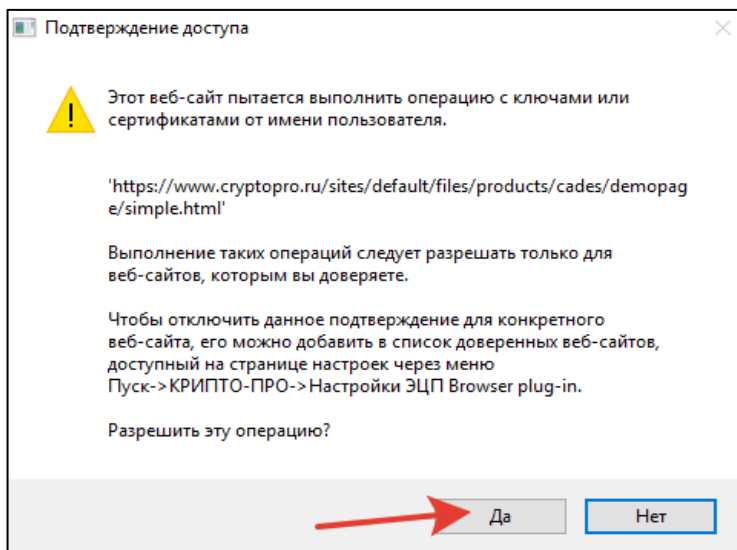 Подтверждение доступа
Этот веб-сайт пытается выполнить операцию с ключами или
сертификатами от имени пользователя.
'https://www.cryptopro.ru/sites/default/files/products/cades/demopag
e/simple.html'
Выполнение таких операций следует разрешать только для
веб-сайтов, которым вы доверяете.
Чтобы отключить данное подтверждение для конкретного
веб-сайта, его можно добавить в список доверенных веб-сайтов,
доступный на странице настроек через меню
Пуск->КРИПТО-ПРО->Настройки ЭЦП Browser plug-in.
Разрешить эту операцию?
Да
Нет